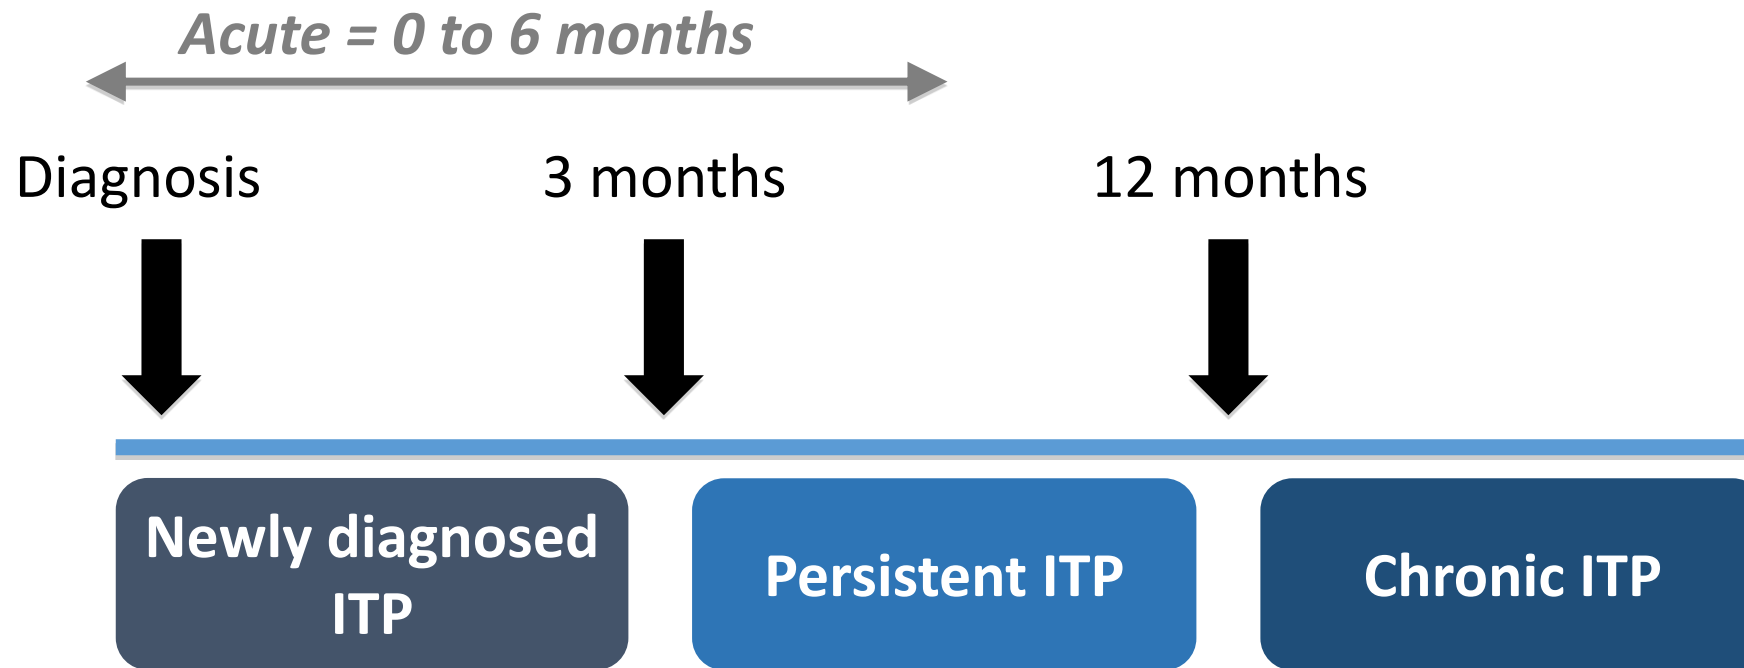 Acute = 0 to 6 months
Diagnosis
3 months
12 months
Newly diagnosed
ITP
Persistent ITP
Chronic ITP